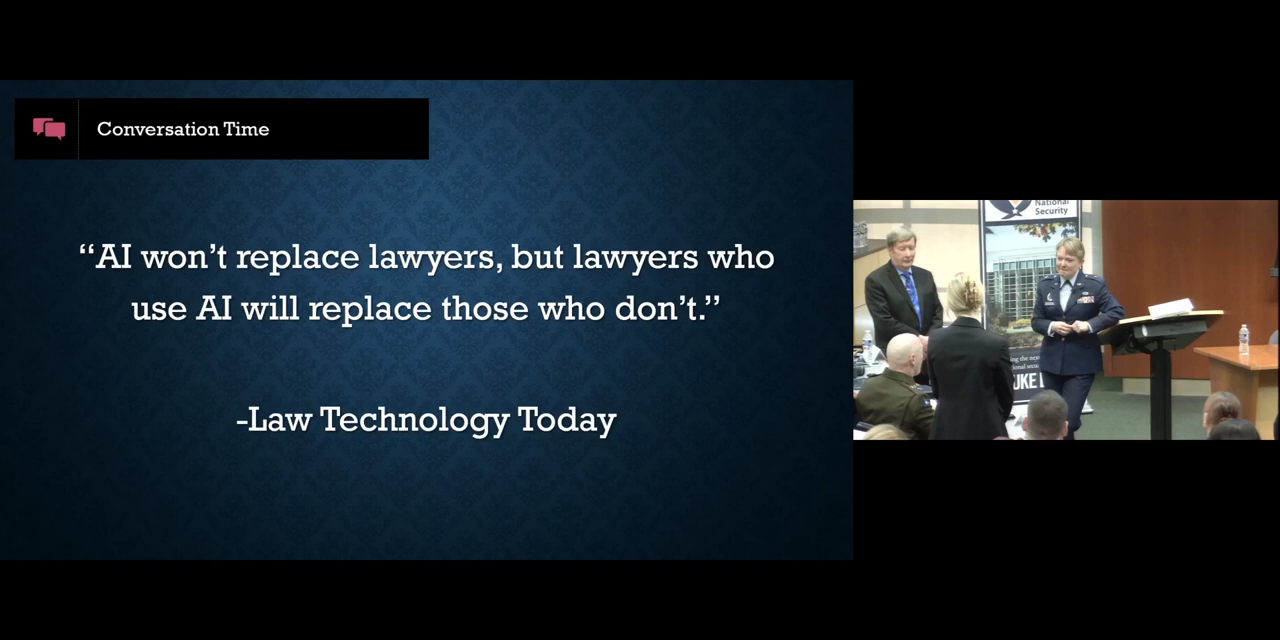 Conversation Time
“AI won’t replace lawyers, but lawyers who
use AI will replace those who don’t.”
-Law Technology Today
National
Security